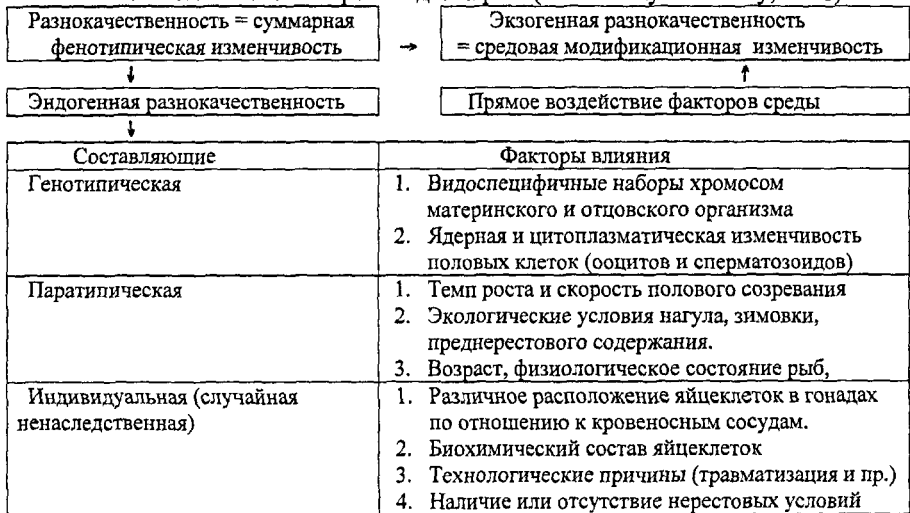 Разнокачественность = суммарная
фенотипическая изменчивость
→
Экзогенная разнокачественность
= средовая модификационная изменчивость
↓
↑
Эндогенная разнокачественность
Прямое воздействие факторов среды
↓
Составляющие
Факторы влияния
Генотипическая
1. Видоспецифичные наборы хромосом
материнского и отцовского организма
2. Ядерная и цитоплазматическая изменчивость
половых клеток (ооцитов и сперматозоидов)
Паратипическая
1. Темп роста и скорость полового созревания
2. Экологические условия нагула, зимовки,
преднерестового содержания.
3. Возраст, физиологическое состояние рыб,
Индивидуальная (случайная
ненаследственная)
1. Различное расположение яйцеклеток в гонадах
по отношению к кровеносным сосудам.
2. Биохимический состав яйцеклеток
3. Технологические причины (травматизация и пр.)
4. Наличие или отсутствие нерестовых условий